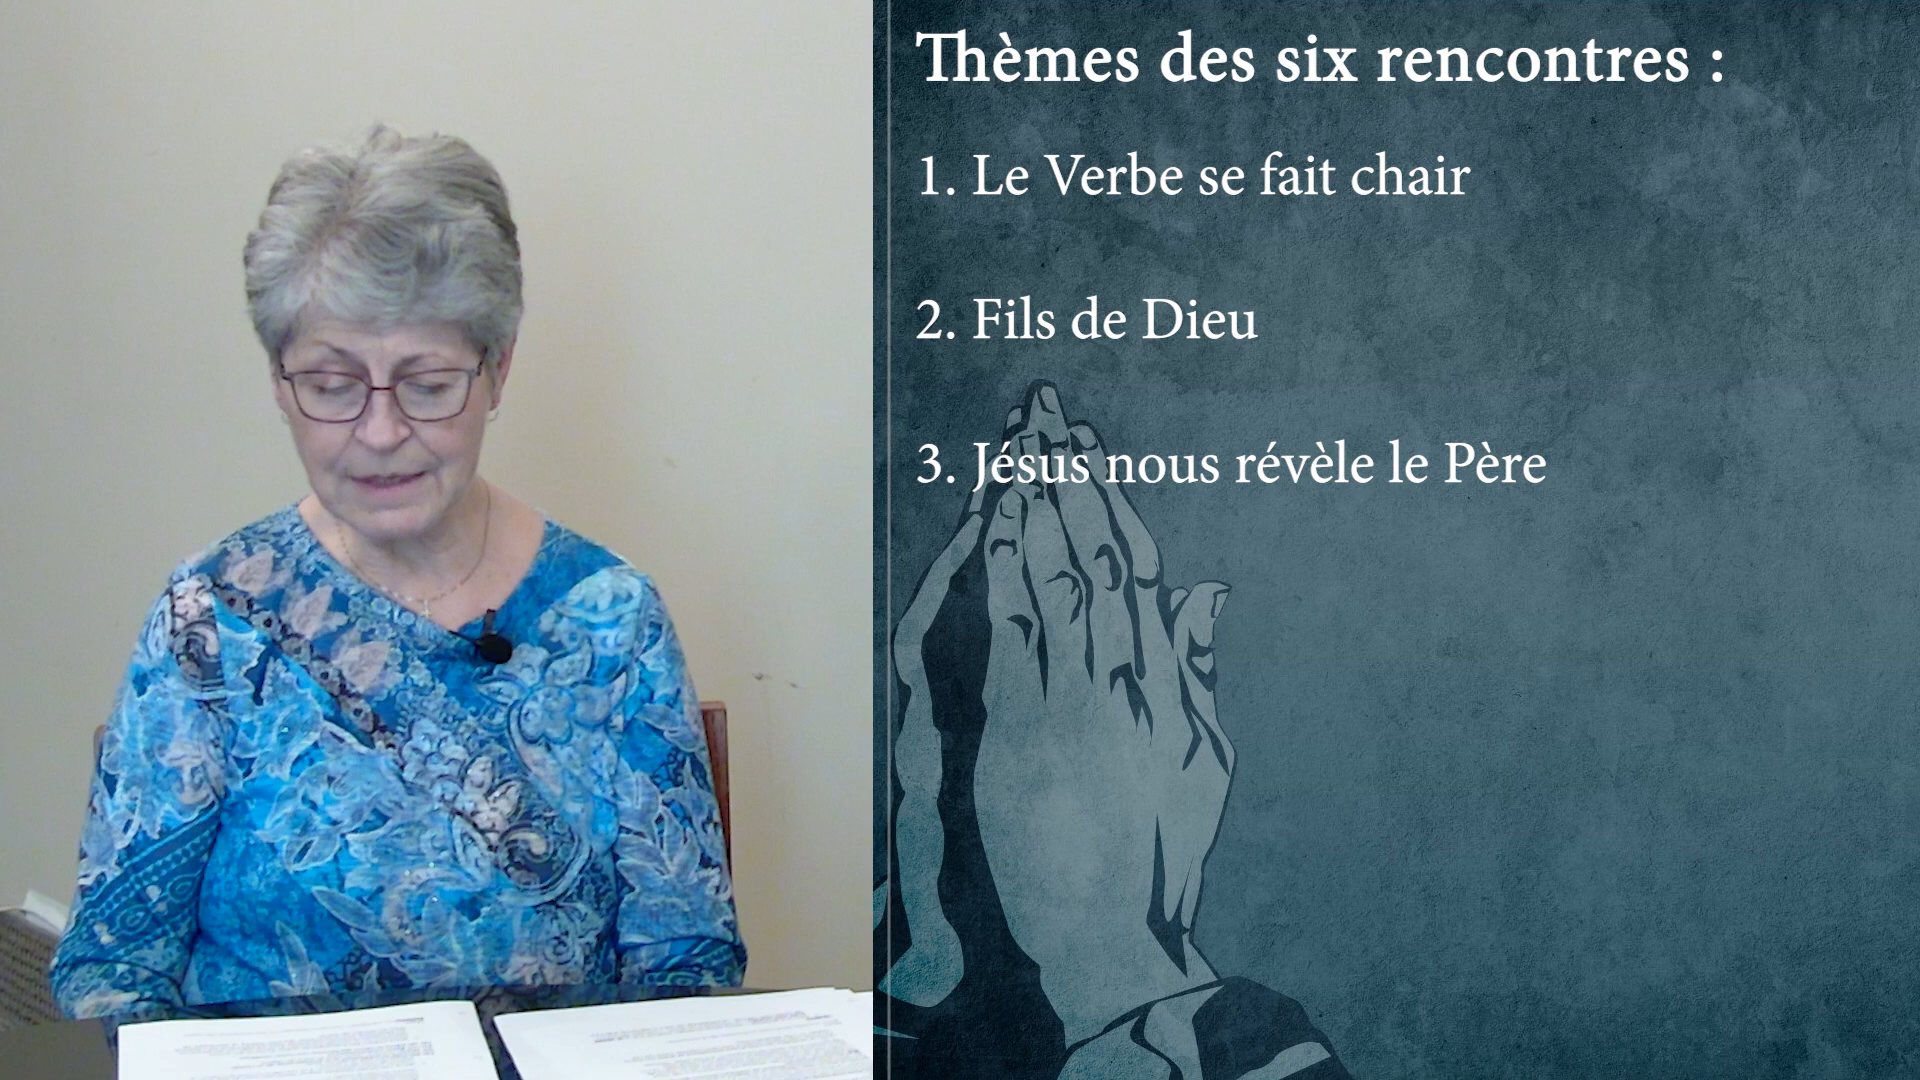 Thèmes des six rencontres :
1. Le Verbe se fait chair
2. Fils de Dieu
3. Jésus nous révèle le Père